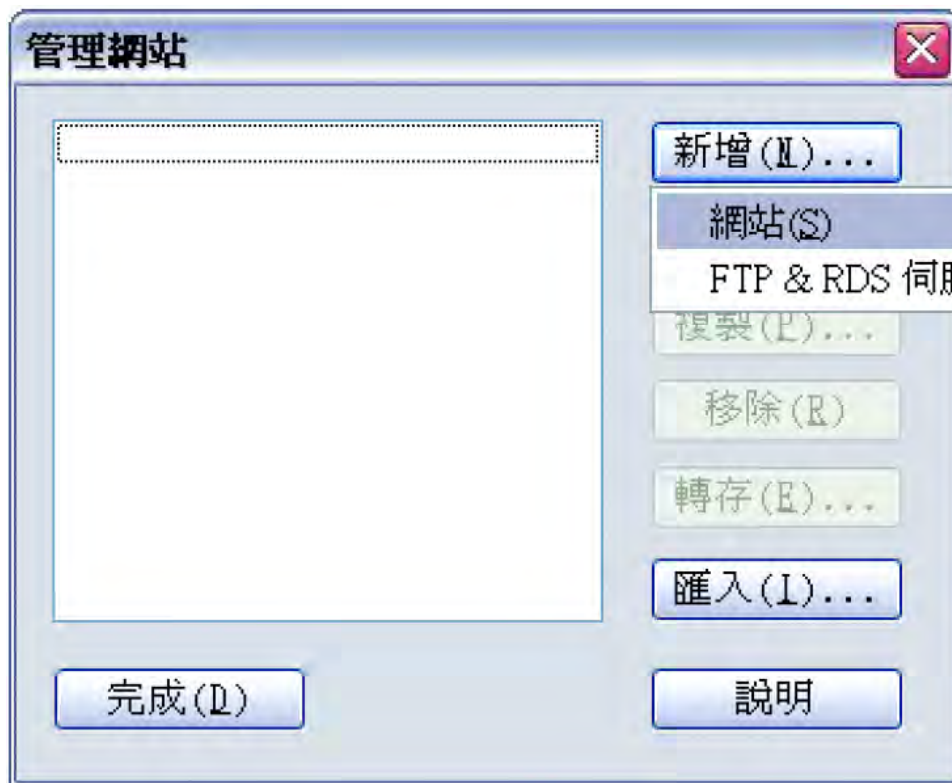 管理網站
新增(N)...
網站(S)
FTP & RDS 伺服
複製(P)...
移除(R)
轉存(E)...
匯入(I)...
完成(D)
說明